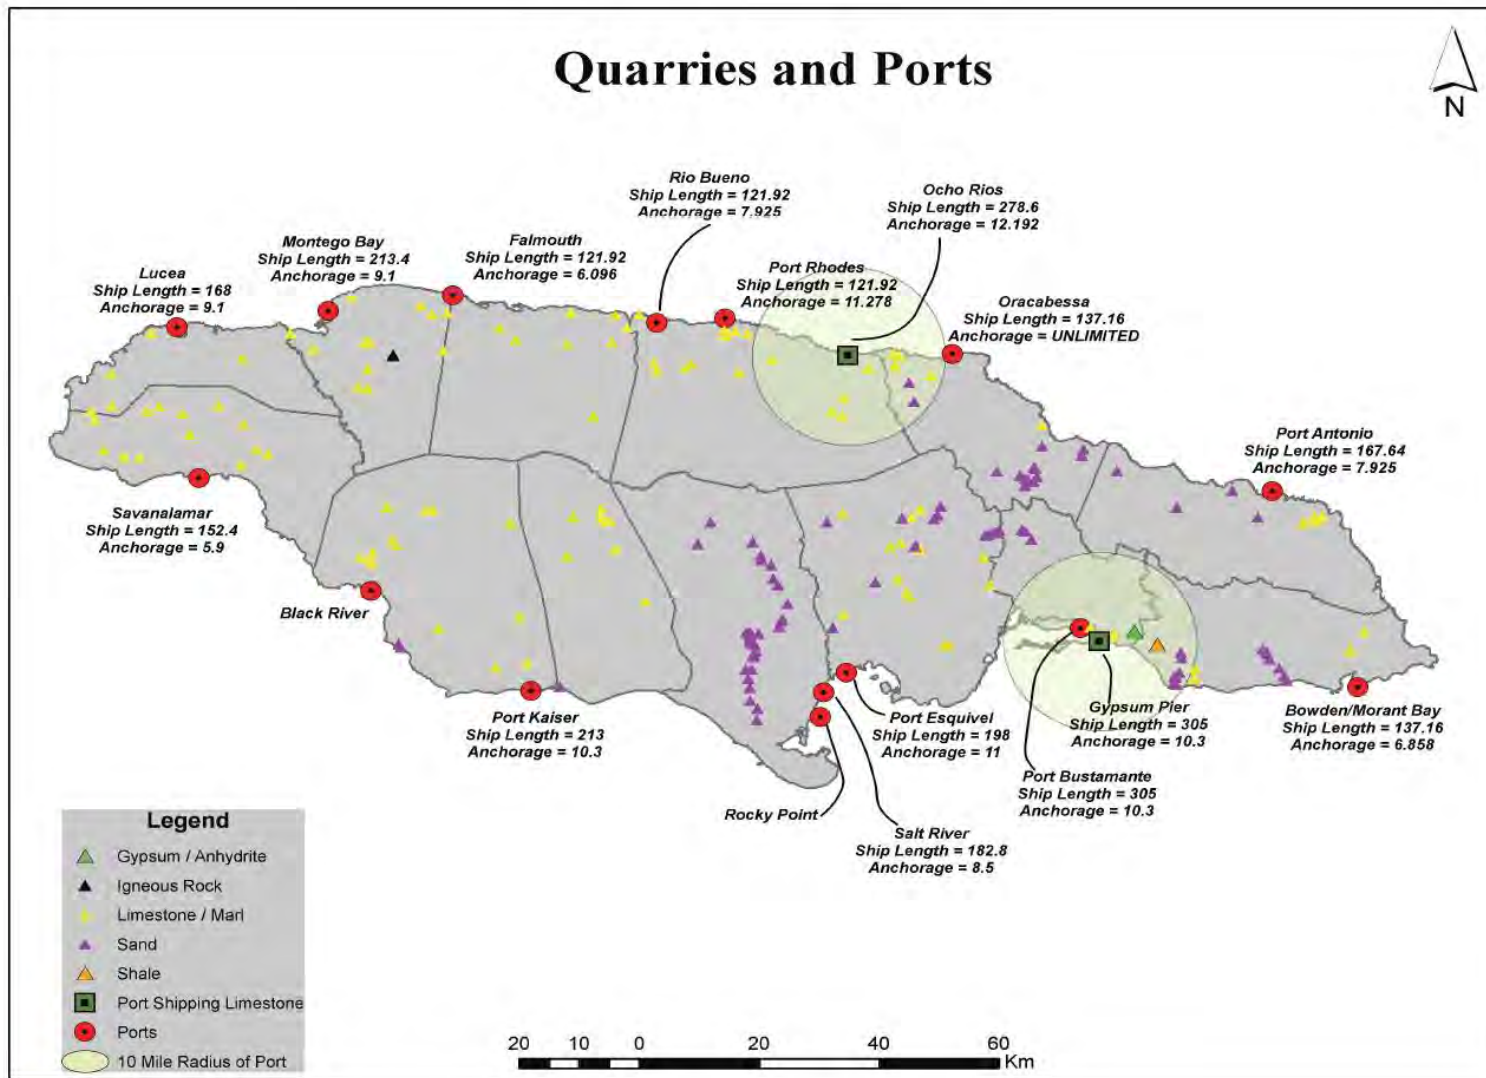 Quarries and Ports
N
Rio Bueno
Ship Length = 121.92
Anchorage = 7.925
Ocho Rios
Ship Length = 278.6
Anchorage = 12.192
Montego Bay
Ship Length = 213.4
Anchorage = 9.1
Falmouth
Ship Length = 121.92
Anchorage = 6.096
Lucea
Ship Length = 168
Anchorage = 9.1
Port Rhodes
Ship Length = 121.92
Anchorage = 11.278
Oracabessa
Ship Length = 137.16
Anchorage = UNLIMITED
Port Antonio
Ship Length = 167.64
Anchorage = 7.925
Savanalamar
Ship Length = 152.4
Anchorage = 5.9
Black River
Port Kaiser
Ship Length = 213
Anchorage = 10.3
Port Esquivel
Ship Length = 198
Anchorage = 11
Gypsum Pier
Ship Length = 305
Anchorage = 10.3
Bowden/Morant Bay
Ship Length = 137.16
Anchorage = 6.858
Port Bustamante
Ship Length = 305
Anchorage = 10.3
Rocky Point
Salt River
Ship Length = 182.8
Anchorage = 8.5
Legend
Gypsum / Anhydrite
Igneous Rock
Limestone / Marl
Sand
Shale
Port Shipping Limestone
Ports
10 Mile Radius of Port
20 10 0 20 40 60
Km